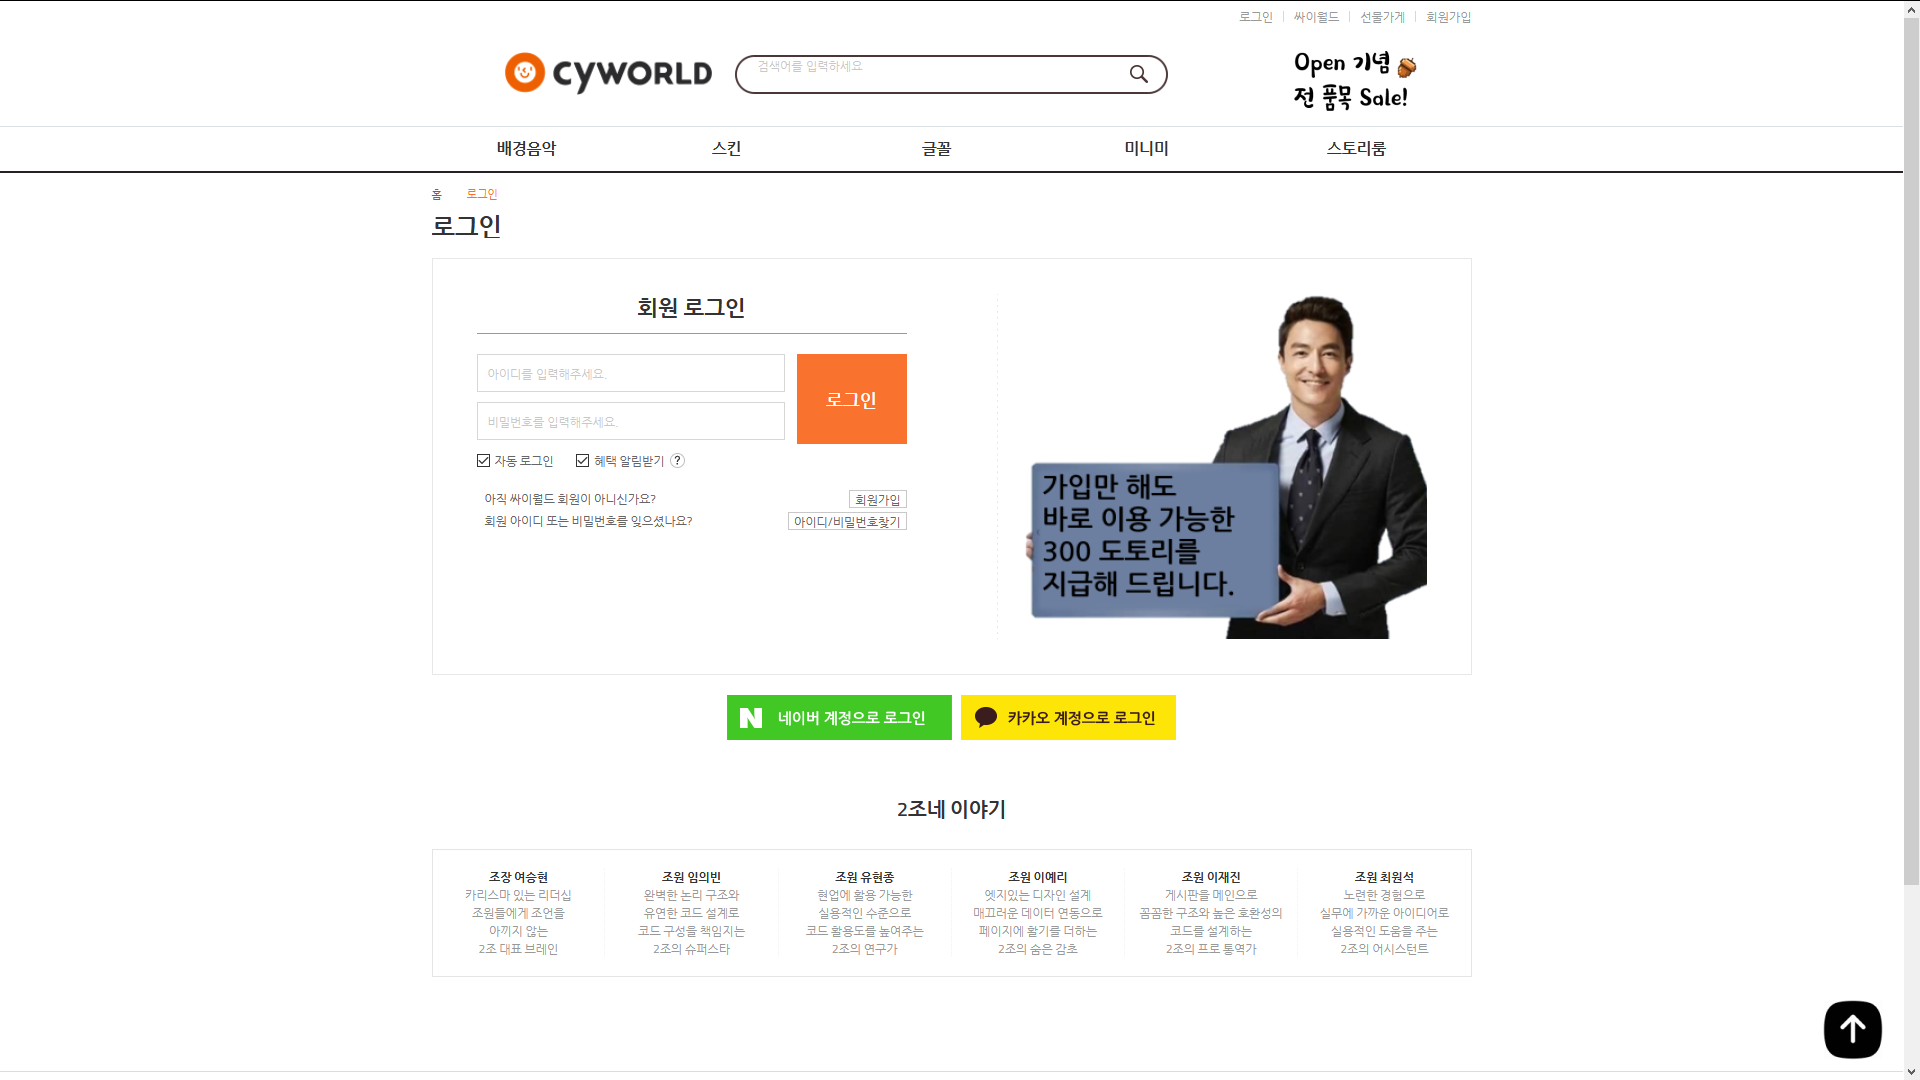 로그인
싸이월드
선물가게
회원가입
CYWORLD
검색어를 입력하세요
Open 기념
전 품목 Sale!
배경음악
스킨
글꼴
미니미
스토리룸
홈
로그인
로그인
회원 로그인
아이디를 입력해주세요.
비밀번호를 입력해주세요.
로그인
자동 로그인
혜택 알림받기
?
아직 싸이월드 회원이 아니신가요?
회원가입
회원 아이디 또는 비밀번호를 잊으셨나요?
아이디/비밀번호찾기
가입만 해도
바로 이용 가능한
300 도토리를
지급해 드립니다.
N 네이버 계정으로 로그인
카카오 계정으로 로그인
2조네 이야기
조장 여승현
카리스마 있는 리더십
조원들에게 조언을
아끼지 않는
2조 대표 브레인
조원 임의빈
완벽한 논리 구조와
유연한 코드 설계로
코드 구성을 책임지는
2조의 슈퍼스타
조원 유현종
현업에 활용 가능한
실용적인 수준으로
코드 활용도를 높여주는
2조의 연구가
조원 이예리
엣지있는 디자인 설계
매끄러운 데이터 연동으로
페이지에 활기를 더하는
2조의 숨은 감초
조원 이재진
게시판을 메인으로
꼼꼼한 구조와 높은 호환성의
코드를 설계하는
2조의 프로 통역가
조원 최원석
노련한 경험으로
실무에 가까운 아이디어로
실용적인 도움을 주는
2조의 어시스턴트